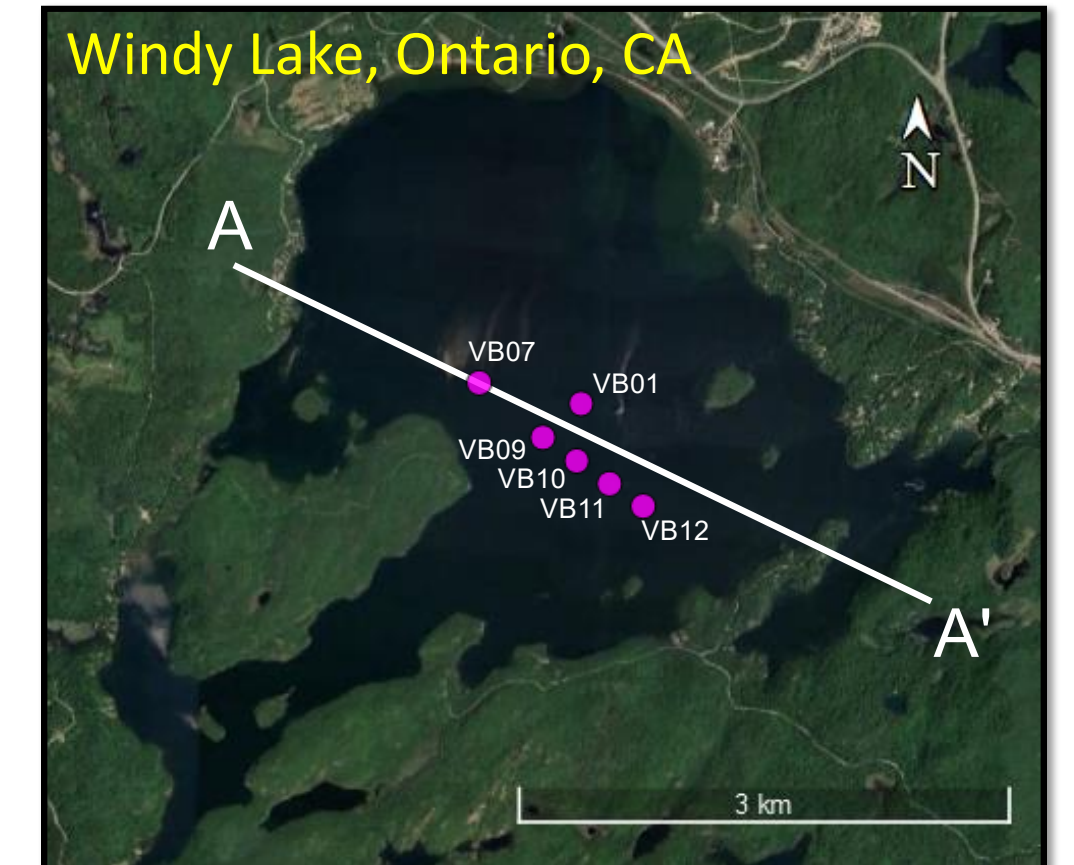 Windy Lake, Ontario, CA
N
A
VB07
VB01
VB09
VB10
VB11
VB12
A'
3 km